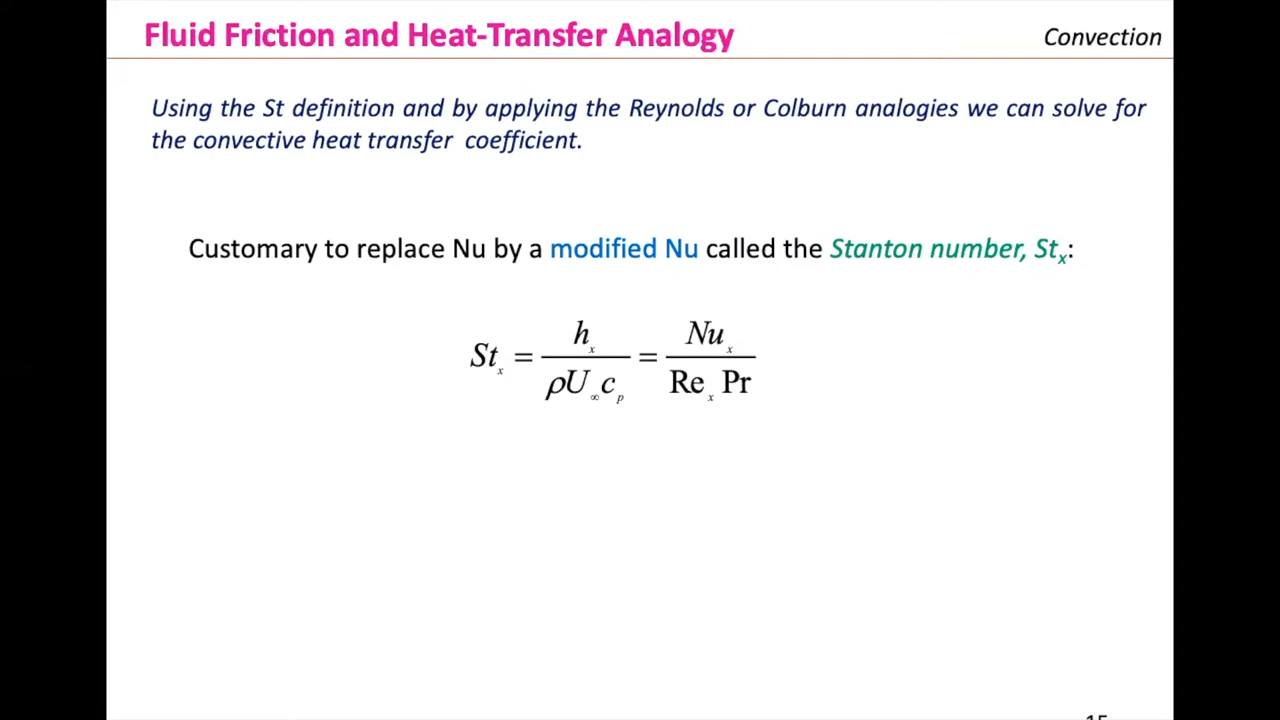 Fluid Friction and Heat-Transfer Analogy
Convection
Using the St definition and by applying the Reynolds or Colburn analogies we can solve for
the convective heat transfer coefficient.
Customary to replace Nu by a modified Nu called the Stanton number, Stₓ:
Stₓ = hₓ / ρU∞cₚ = Nuₓ / Reₓ Pr
15